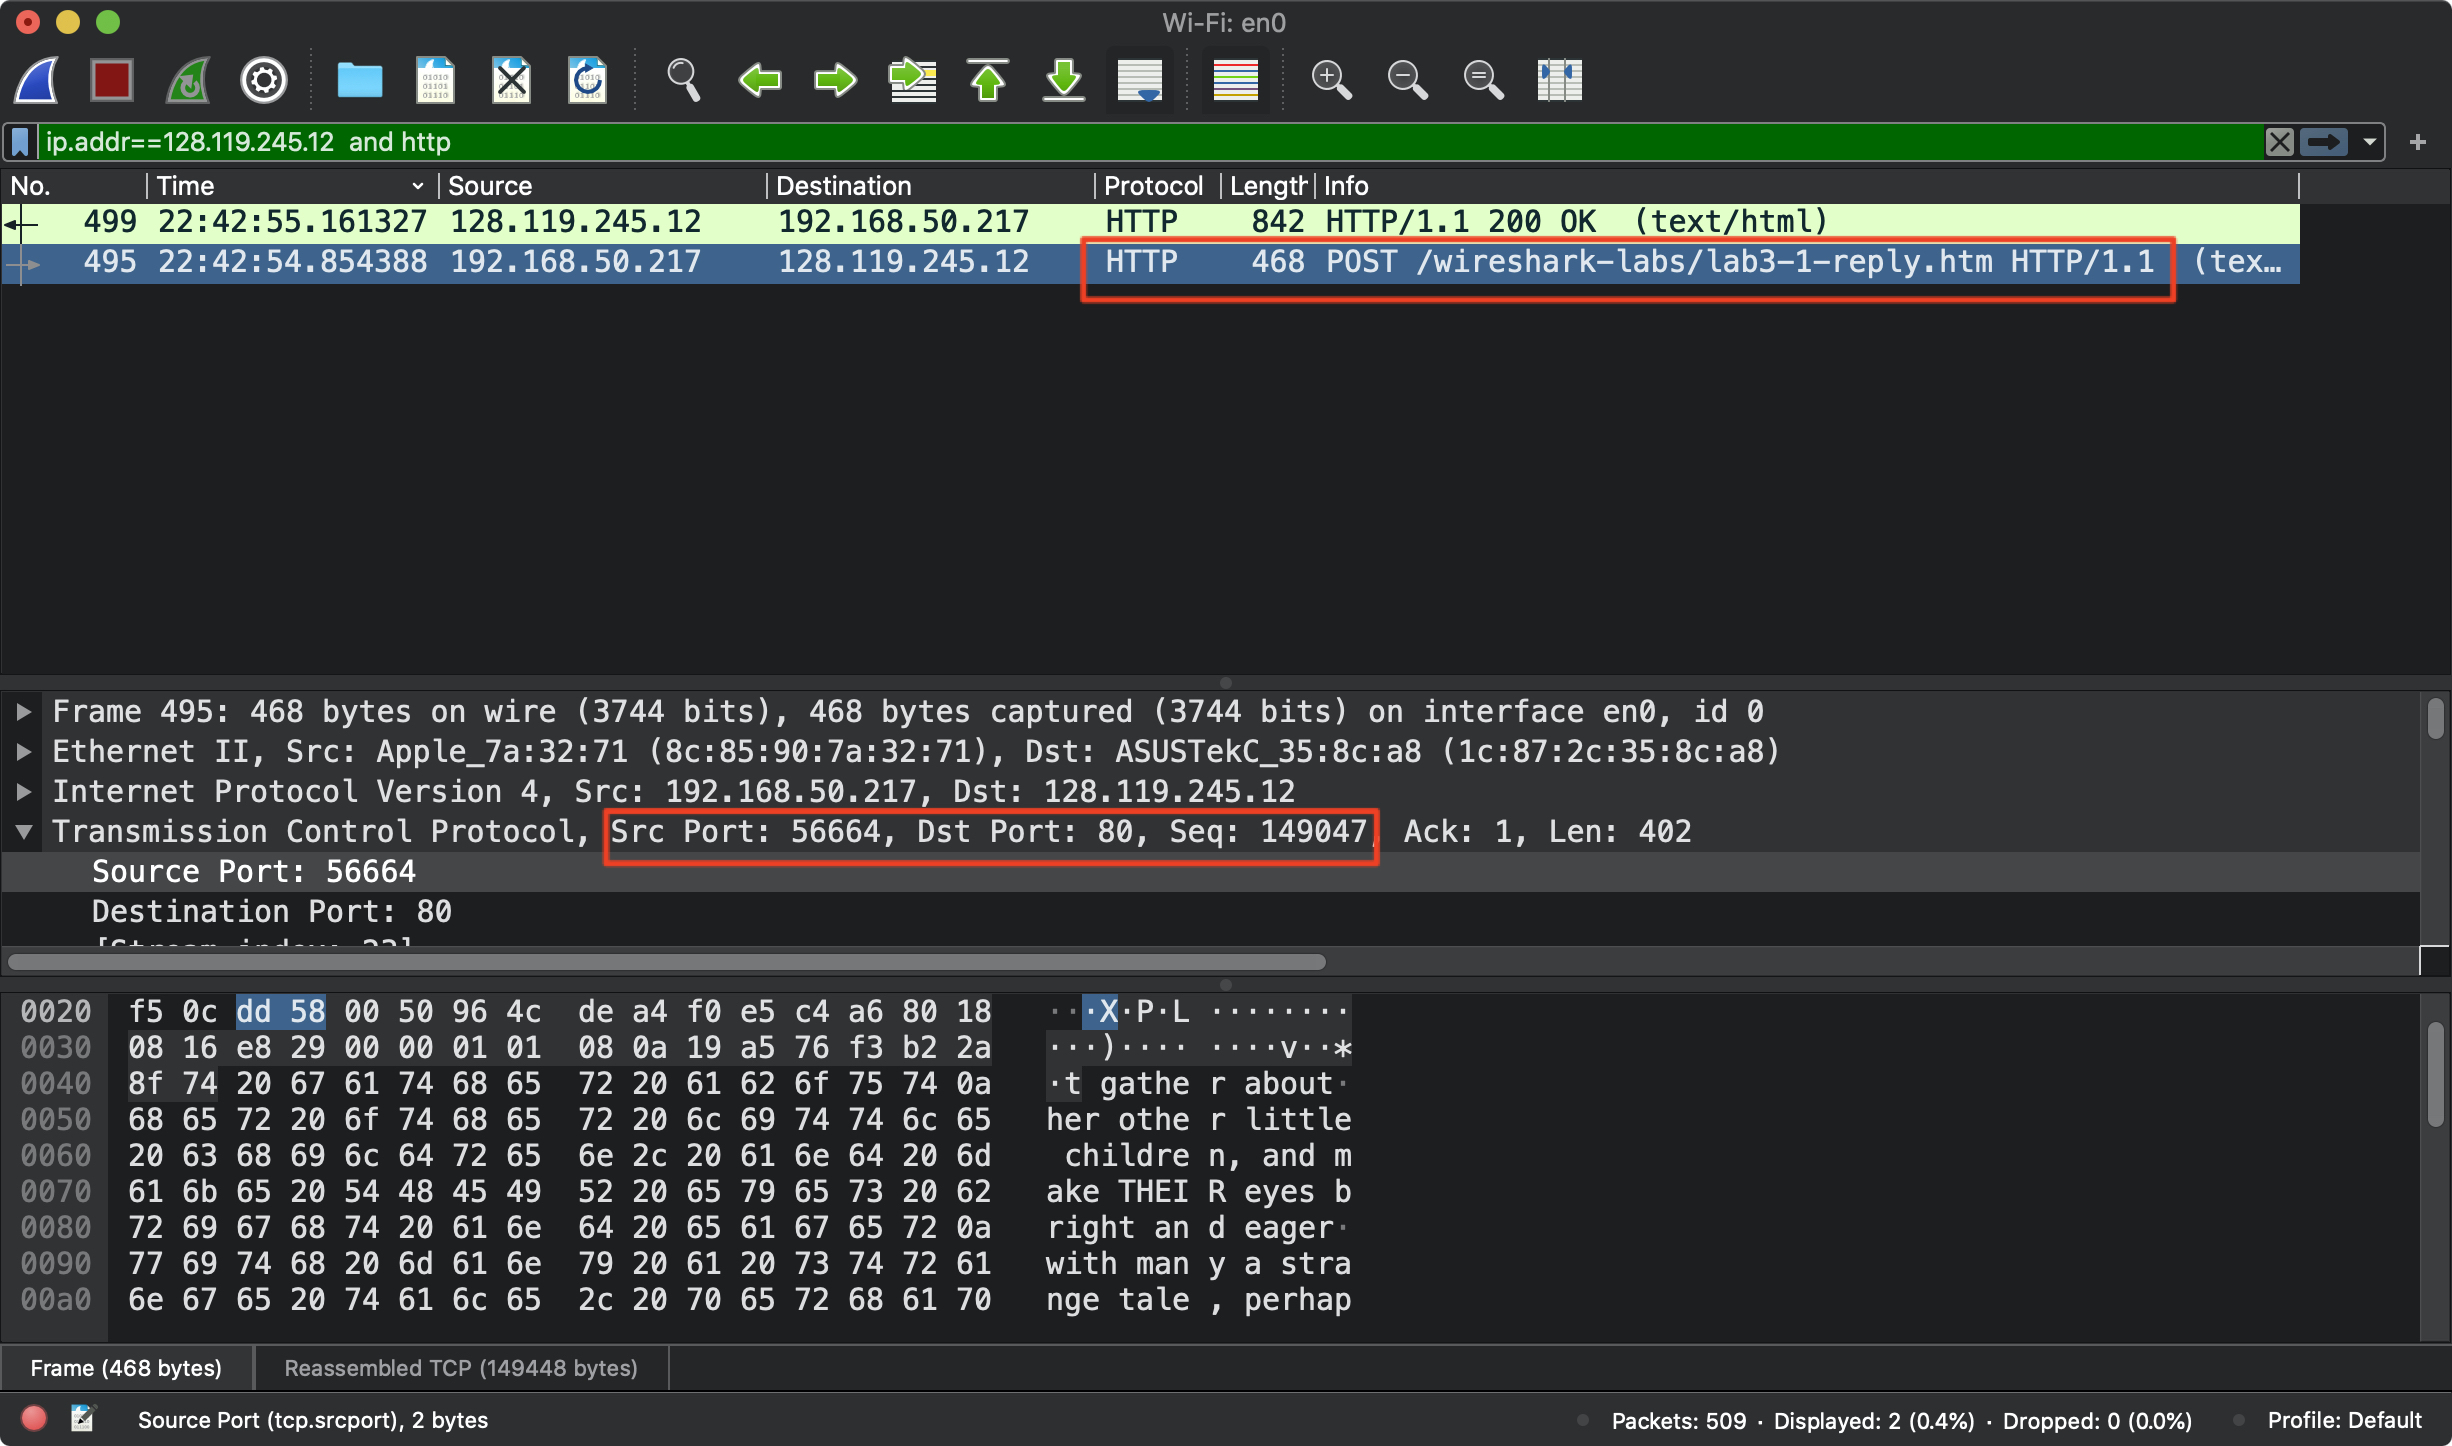 Wi-Fi: en0
ip.addr==128.119.245.12  and http
No. Time Source Destination Protocol Length Info
499 22:42:55.161327 128.119.245.12 192.168.50.217 HTTP 842 HTTP/1.1 200 OK  (text/html)
495 22:42:54.854388 192.168.50.217 128.119.245.12 HTTP 468 POST /wireshark-labs/lab3-1-reply.htm HTTP/1.1  (tex…
Frame 495: 468 bytes on wire (3744 bits), 468 bytes captured (3744 bits) on interface en0, id 0
Ethernet II, Src: Apple_7a:32:71 (8c:85:90:7a:32:71), Dst: ASUSTekC_35:8c:a8 (1c:87:2c:35:8c:a8)
Internet Protocol Version 4, Src: 192.168.50.217, Dst: 128.119.245.12
Transmission Control Protocol, Src Port: 56664, Dst Port: 80, Seq: 149047, Ack: 1, Len: 402
Source Port: 56664
Destination Port: 80
0020 f5 0c dd 58 00 50 96 4c  de a4 f0 e5 c4 a6 80 18 ···X·P·L ········
0030 08 16 e8 29 00 00 01 01  08 0a 19 a5 76 f3 b2 2a ···)···· ····v··*
0040 8f 74 20 67 61 74 68 65  72 20 61 62 6f 75 74 0a ·t gathe r about·
0050 68 65 72 20 6f 74 68 65  72 20 6c 69 74 74 6c 65 her othe r little
0060 20 63 68 69 6c 64 72 65  6e 2c 20 61 6e 64 20 6d  childre n, and m
0070 61 6b 65 20 54 48 45 49  52 20 65 79 65 73 20 62 ake THEI R eyes b
0080 72 69 67 68 74 20 61 6e  64 20 65 61 67 65 72 0a right an d eager·
0090 77 69 74 68 20 6d 61 6e  79 20 61 20 73 74 72 61 with man y a stra
00a0 6e 67 65 20 74 61 6c 65  2c 20 70 65 72 68 61 70 nge tale , perhap
Frame (468 bytes) Reassembled TCP (149448 bytes)
Source Port (tcp.srcport), 2 bytes Packets: 509 · Displayed: 2 (0.4%) · Dropped: 0 (0.0%) Profile: Default